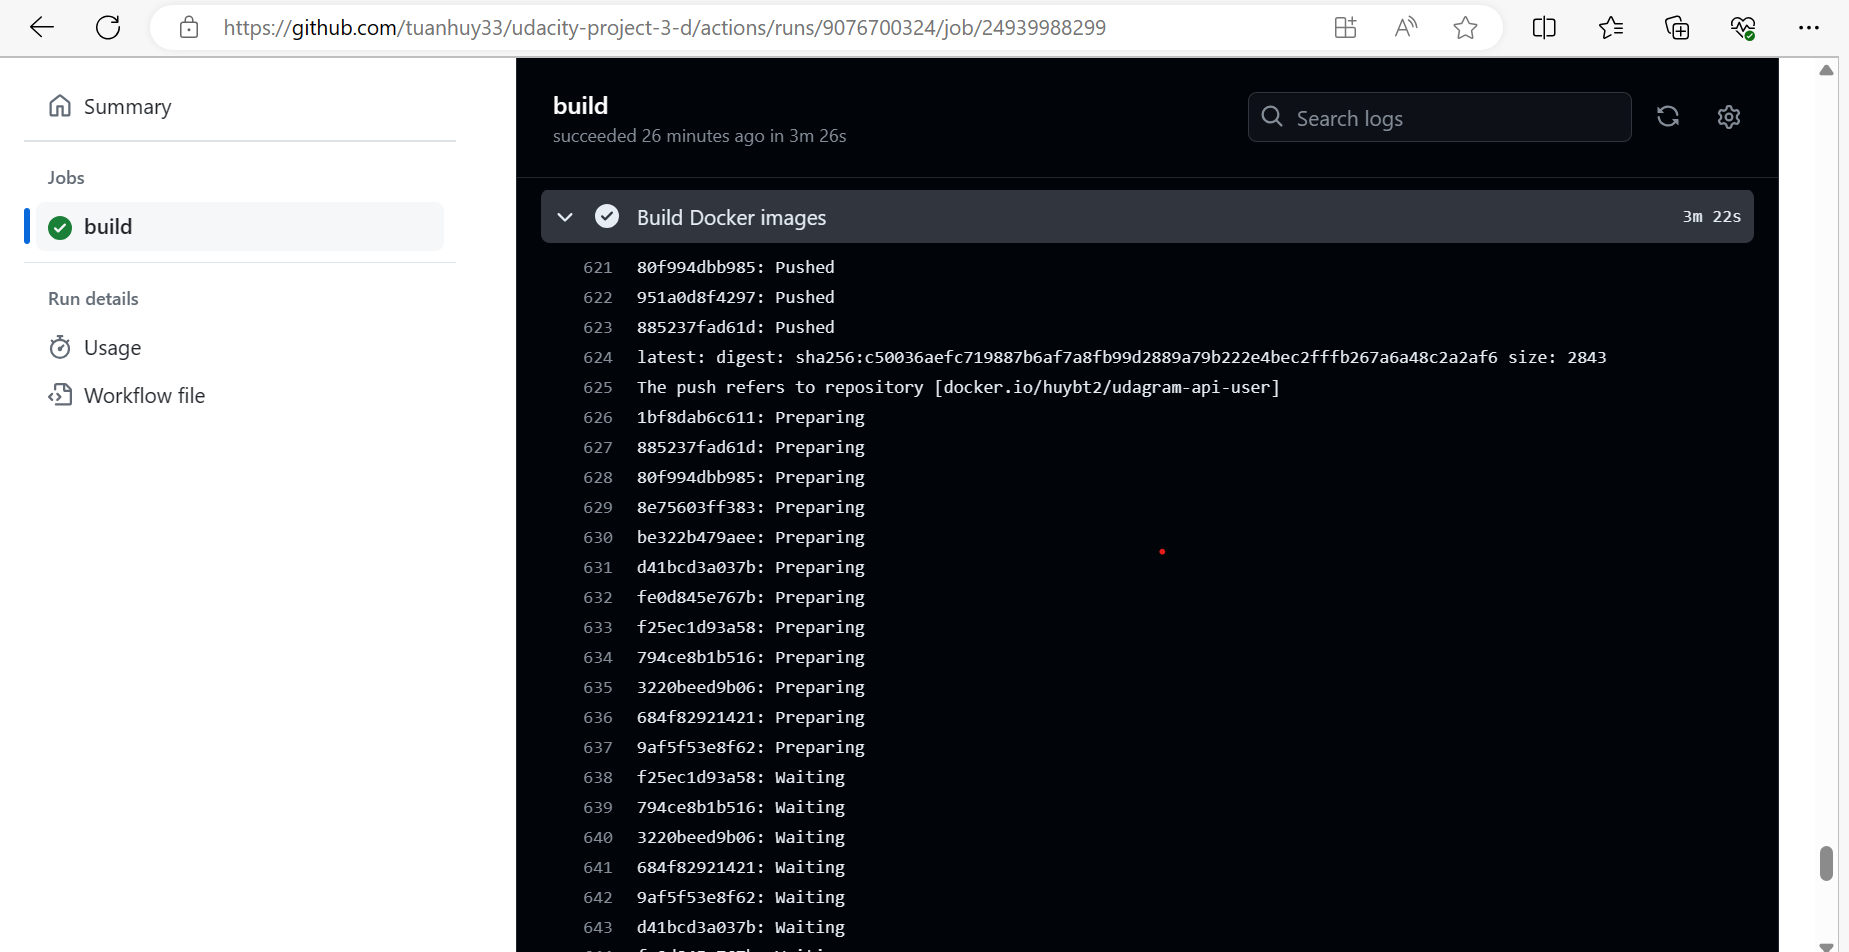 https://github.com/tuanhuy33/udacity-project-3-d/actions/runs/9076700324/job/24939988299
Summary
Jobs
build
Run details
Usage
Workflow file
build
succeeded 26 minutes ago in 3m 26s
Search logs
Build Docker images
3m 22s
621 80f994dbb985: Pushed
622 951a0d8f4297: Pushed
623 885237fad61d: Pushed
624 latest: digest: sha256:c50036aefc719887b6af7a8fb99d2889a79b222e4bec2fffb267a6a48c2a2af6 size: 2843
625 The push refers to repository [docker.io/huybt2/udagram-api-user]
626 1bf8dab6c611: Preparing
627 885237fad61d: Preparing
628 80f994dbb985: Preparing
629 8e75603ff383: Preparing
630 be322b479aee: Preparing
631 d41bcd3a037b: Preparing
632 fe0d845e767b: Preparing
633 f25ec1d93a58: Preparing
634 794ce8b1b516: Preparing
635 3220beed9b06: Preparing
636 684f82921421: Preparing
637 9af5f53e8f62: Preparing
638 f25ec1d93a58: Waiting
639 794ce8b1b516: Waiting
640 3220beed9b06: Waiting
641 684f82921421: Waiting
642 9af5f53e8f62: Waiting
643 d41bcd3a037b: Waiting